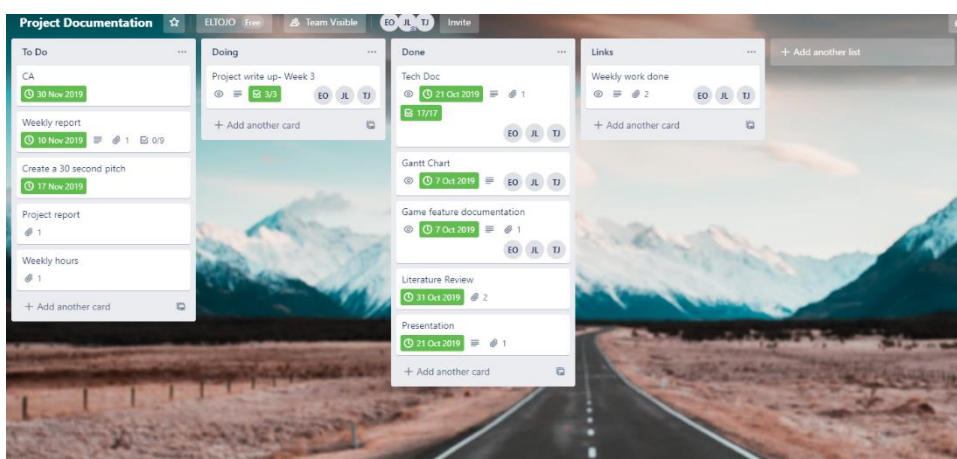 Project Documentation ELTOJO Free Team Visible EO JL TJ Invite
To Do
CA
30 Nov 2019
Weekly report
10 Nov 2019 1 0/9
Create a 30 second pitch
17 Nov 2019
Project report
1
Weekly hours
1
+ Add another card
Doing
Project write up- Week 3
3/3 EO JL TJ
+ Add another card
Done
Tech Doc
21 Oct 2019 1
17/17
EO JL TJ
Gantt Chart
7 Oct 2019 EO JL TJ
Game feature documentation
7 Oct 2019 1
EO JL TJ
Literature Review
31 Oct 2019 2
Presentation
21 Oct 2019 1
+ Add another card
Links
Weekly work done
2 EO JL TJ
+ Add another card
+ Add another list